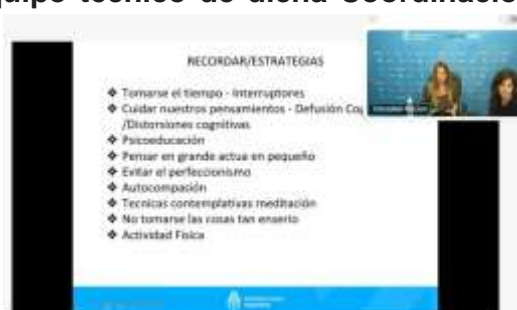 quipo técnico de dicha Coordinació
RECORDAR/ESTRATEGIAS
❖ Tomarse el tiempo - Interruptores
❖ Cuidar nuestros pensamientos - Defusión Cog
/Distorsiones cognitivas
❖ Psicoeducación
❖ Pensar en grande actua en pequeño
❖ Evitar el perfeccionismo
❖ Autocompasión
❖ Tecnicas contemplativas meditación
❖ No tomarse las cosas tan enserio
❖ Actividad Física